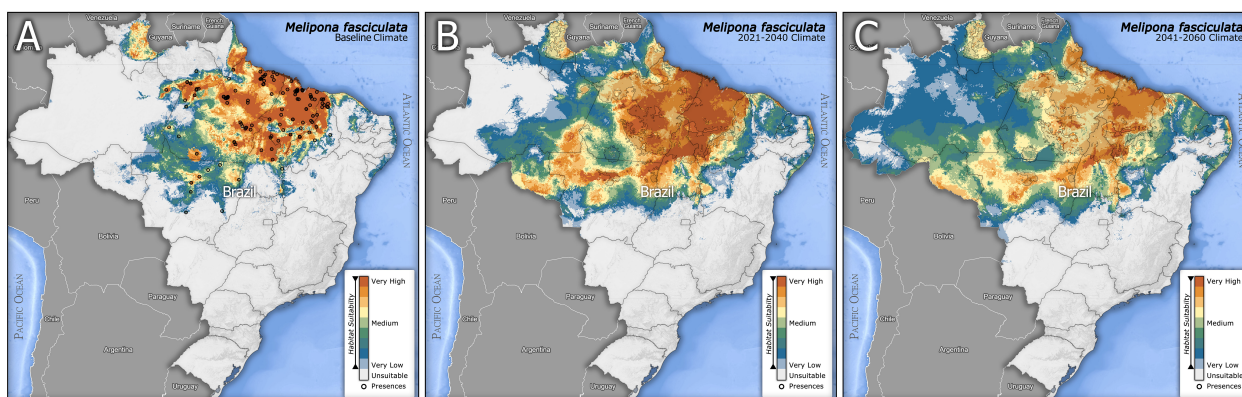 A
Venezuela
Guyana
Suriname
French
Guiana
Melipona fasciculata
Baseline Climate
ATLANTIC OCEAN
Brazil
Peru
Bolivia
PACIFIC OCEAN
Paraguay
Chile
Argentina
Uruguay
Habitat Suitability
Very High
Medium
Very Low
Unsuitable
Presences
B
Venezuela
Guyana
Suriname
French
Guiana
Melipona fasciculata
2021-2040 Climate
ATLANTIC OCEAN
Brazil
Peru
Bolivia
PACIFIC OCEAN
Paraguay
Chile
Argentina
Uruguay
Habitat Suitability
Very High
Medium
Very Low
Unsuitable
Presences
C
Venezuela
Guyana
Suriname
French
Guiana
Melipona fasciculata
2041-2060 Climate
ATLANTIC OCEAN
Brazil
Peru
Bolivia
PACIFIC OCEAN
Paraguay
Chile
Argentina
Uruguay
Habitat Suitability
Very High
Medium
Very Low
Unsuitable
Presences